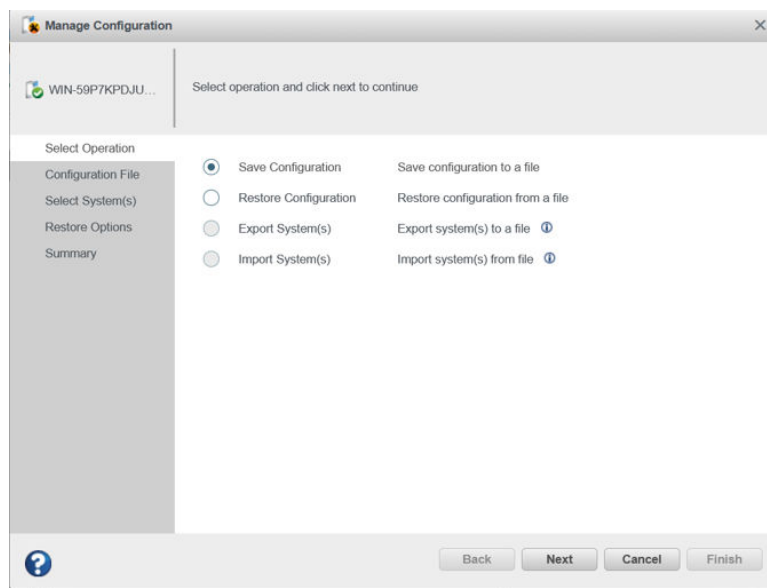 Manage Configuration
WIN-59P7KPDJU...
Select operation and click next to continue
Select Operation
Configuration File
Select System(s)
Restore Options
Summary
Save Configuration Save configuration to a file
Restore Configuration Restore configuration from a file
Export System(s) Export system(s) to a file
Import System(s) Import system(s) from file
Back Next Cancel Finish